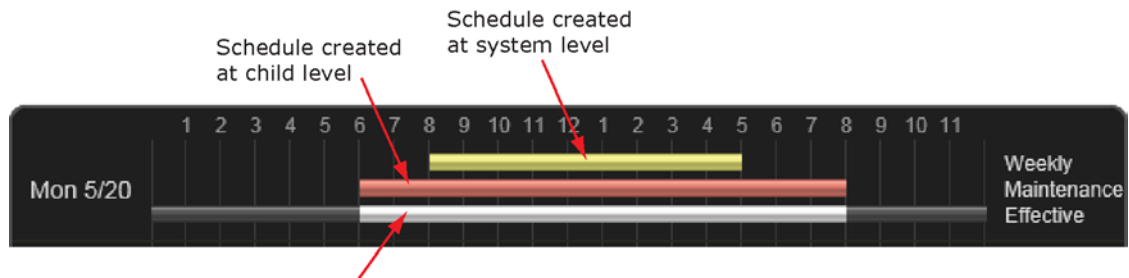 Schedule created
at system level
Schedule created
at child level
1 2 3 4 5 6 7 8 9 10 11 12 1 2 3 4 5 6 7 8 9 10 11
Weekly
Mon 5/20 Maintenance
Effective